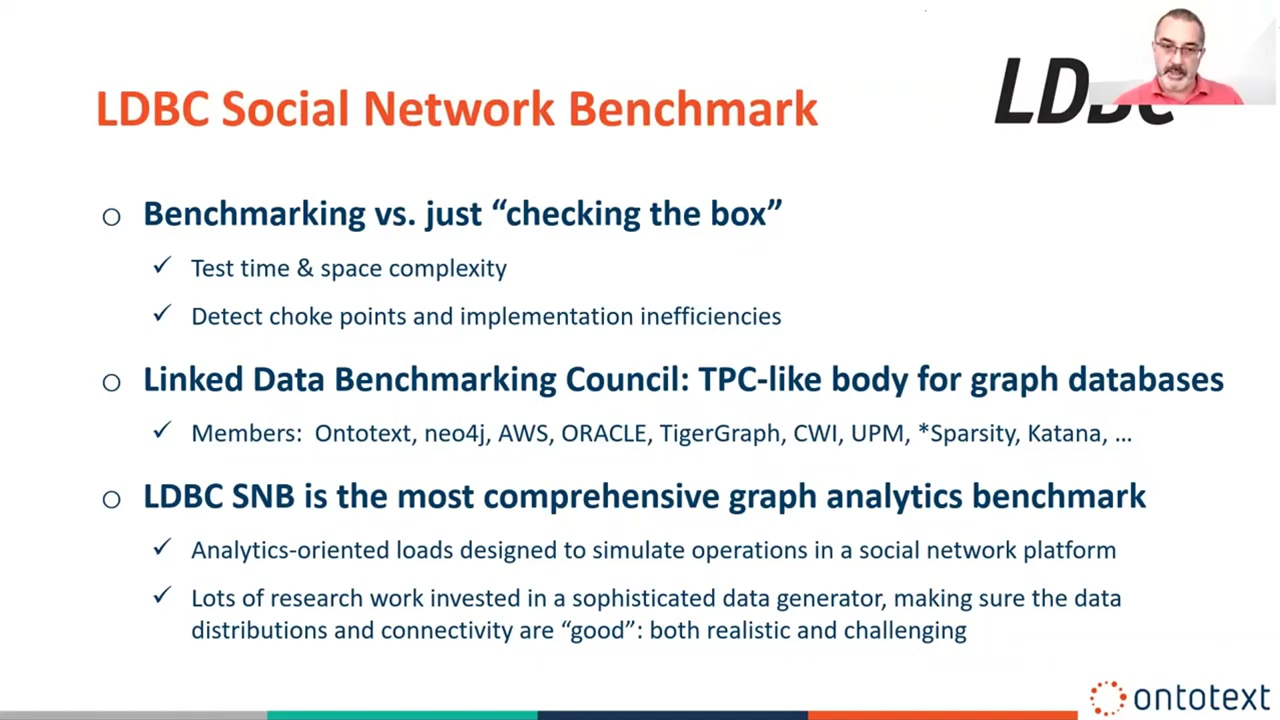 LDBC Social Network Benchmark
LDBC
o Benchmarking vs. just “checking the box”
✓ Test time & space complexity
✓ Detect choke points and implementation inefficiencies
o Linked Data Benchmarking Council: TPC-like body for graph databases
✓ Members: Ontotext, neo4j, AWS, ORACLE, TigerGraph, CWI, UPM, *Sparsity, Katana, ...
o LDBC SNB is the most comprehensive graph analytics benchmark
✓ Analytics-oriented loads designed to simulate operations in a social network platform
✓ Lots of research work invested in a sophisticated data generator, making sure the data
distributions and connectivity are “good”: both realistic and challenging
ontotext